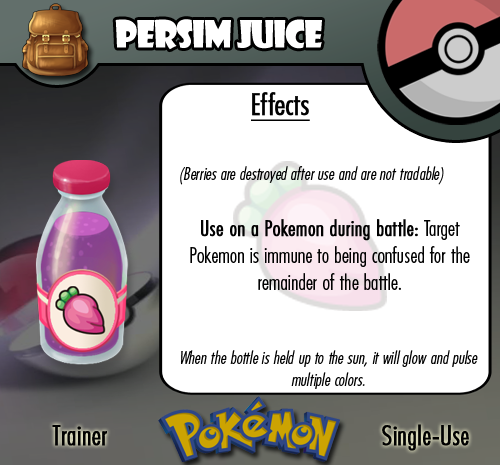 PERSIM JUICE
Effects
(Berries are destroyed after use and are not tradable)
Use on a Pokemon during battle: Target
Pokemon is immune to being confused for the
remainder of the battle.
When the bottle is held up to the sun, it will glow and pulse
multiple colors.
Trainer
POKéMON
Single-Use